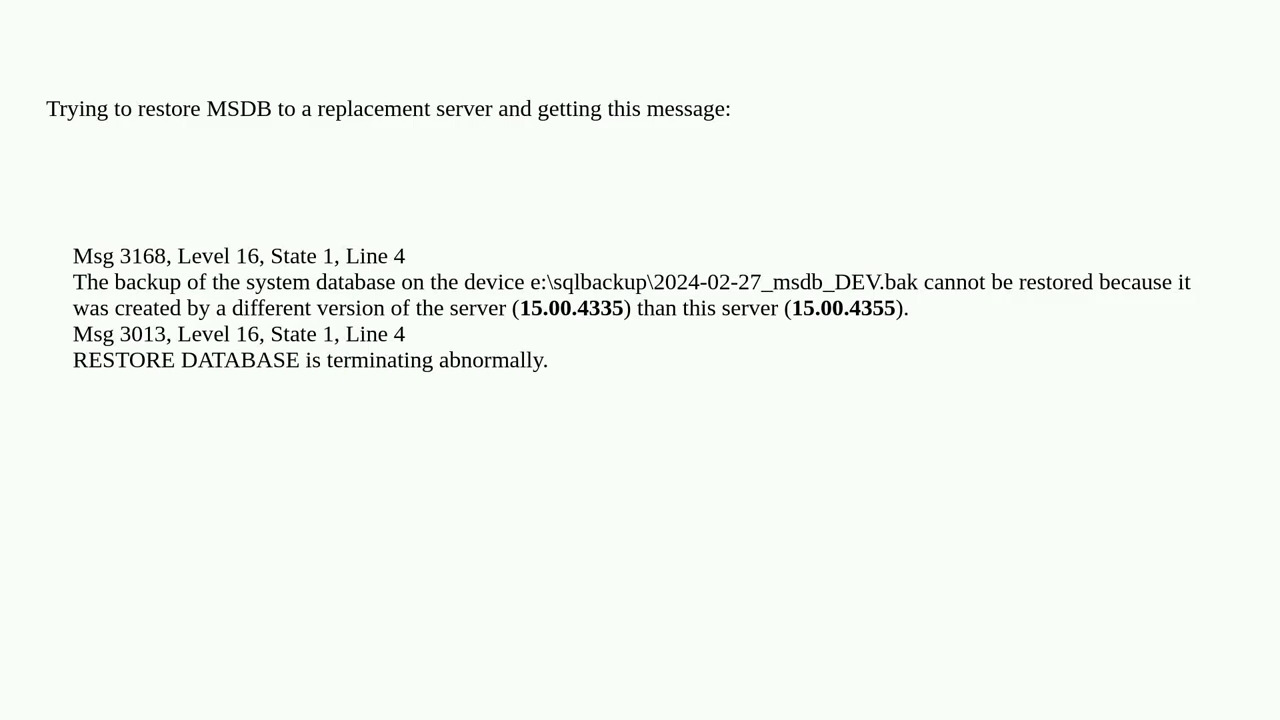 Trying to restore MSDB to a replacement server and getting this message:
Msg 3168, Level 16, State 1, Line 4
The backup of the system database on the device e:\sqlbackup\2024-02-27_msdb_DEV.bak cannot be restored because it
was created by a different version of the server (15.00.4335) than this server (15.00.4355).
Msg 3013, Level 16, State 1, Line 4
RESTORE DATABASE is terminating abnormally.